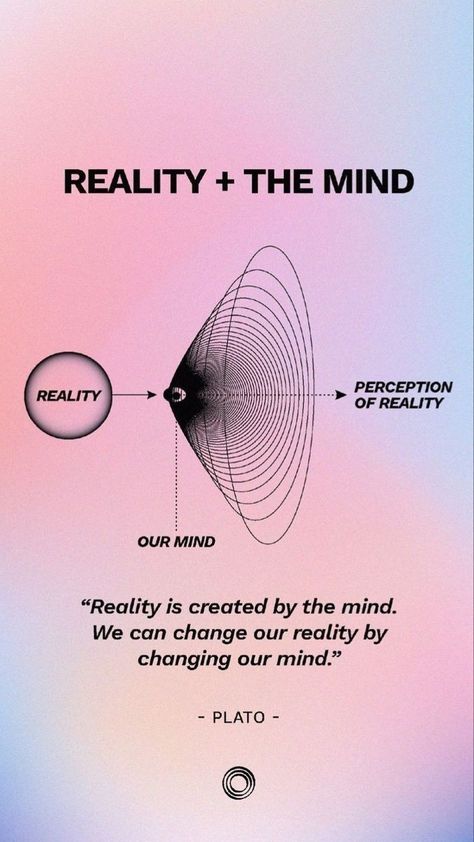 REALITY + THE MIND
REALITY
PERCEPTION
OF REALITY
OUR MIND
“Reality is created by the mind.
We can change our reality by
changing our mind.”
- PLATO -